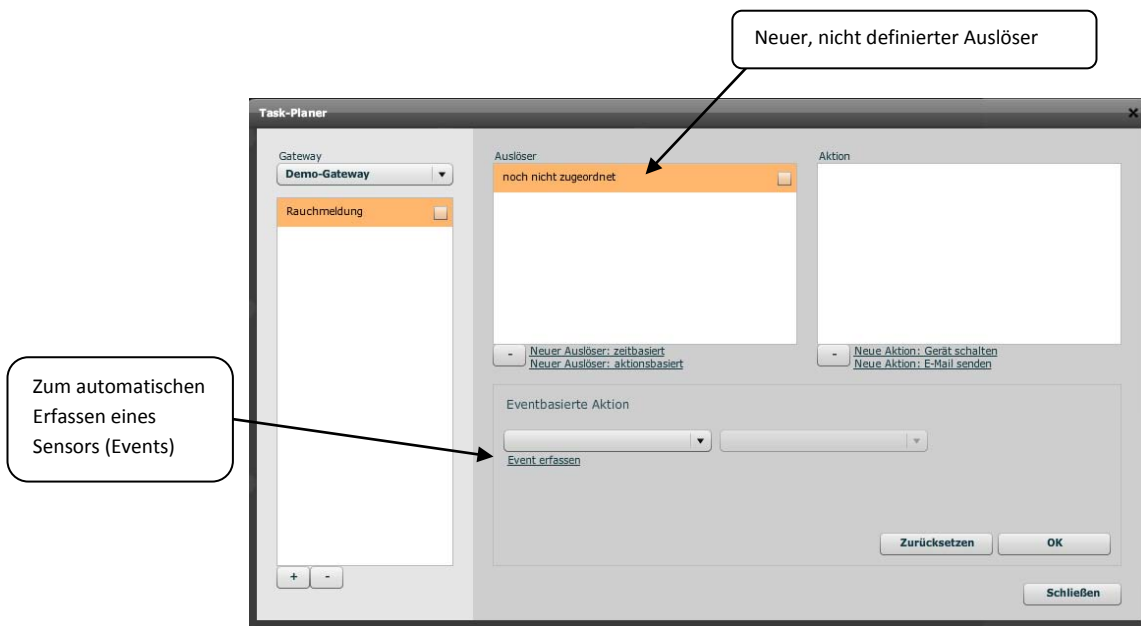 Neuer, nicht definierter Auslöser
Task-Planer
Gateway
Demo-Gateway
Rauchmeldung
+
-
Auslöser
noch nicht zugeordnet
-
Neuer Auslöser: zeitbasiert
Neuer Auslöser: aktionsbasiert
Aktion
-
Neue Aktion: Gerät schalten
Neue Aktion: E-Mail senden
Zum automatischen
Erfassen eines
Sensors (Events)
Eventbasierte Aktion
Event erfassen
Zurücksetzen
OK
Schließen